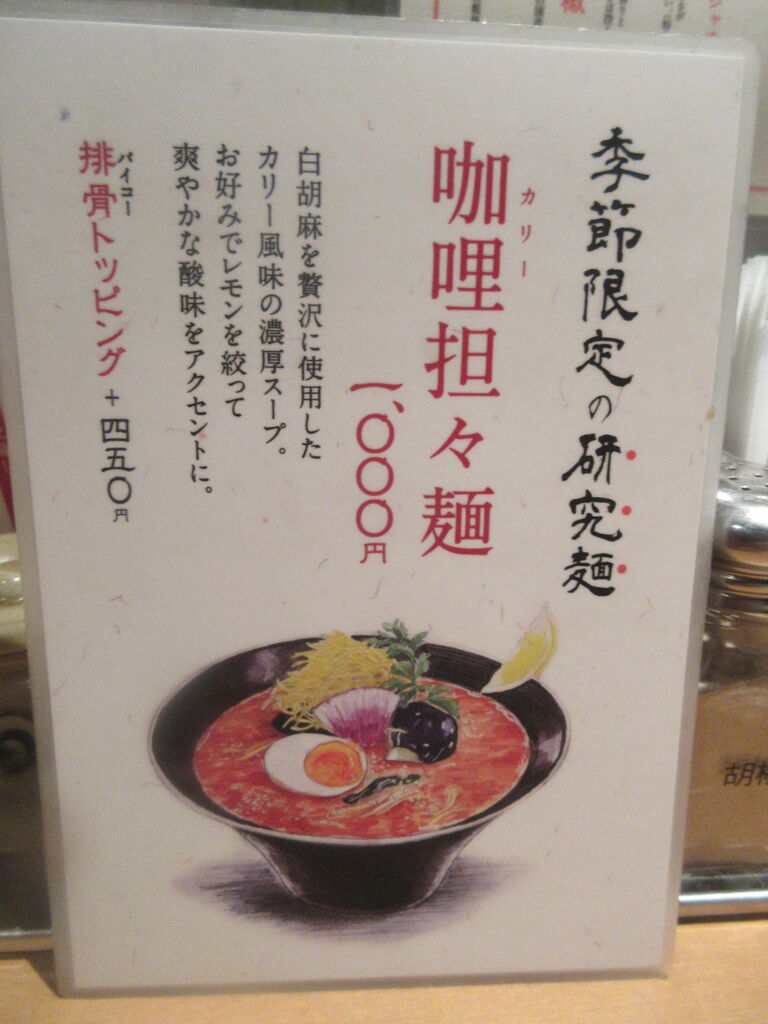 季節限定の研究麺
カリー
咖哩担々麺
一、〇〇〇円
白胡麻を贅沢に使用した
カリー風味の濃厚スープ。
お好みでレモンを絞って
爽やかな酸味をアクセントに。
パイコー
排骨トッピング + 四五〇円